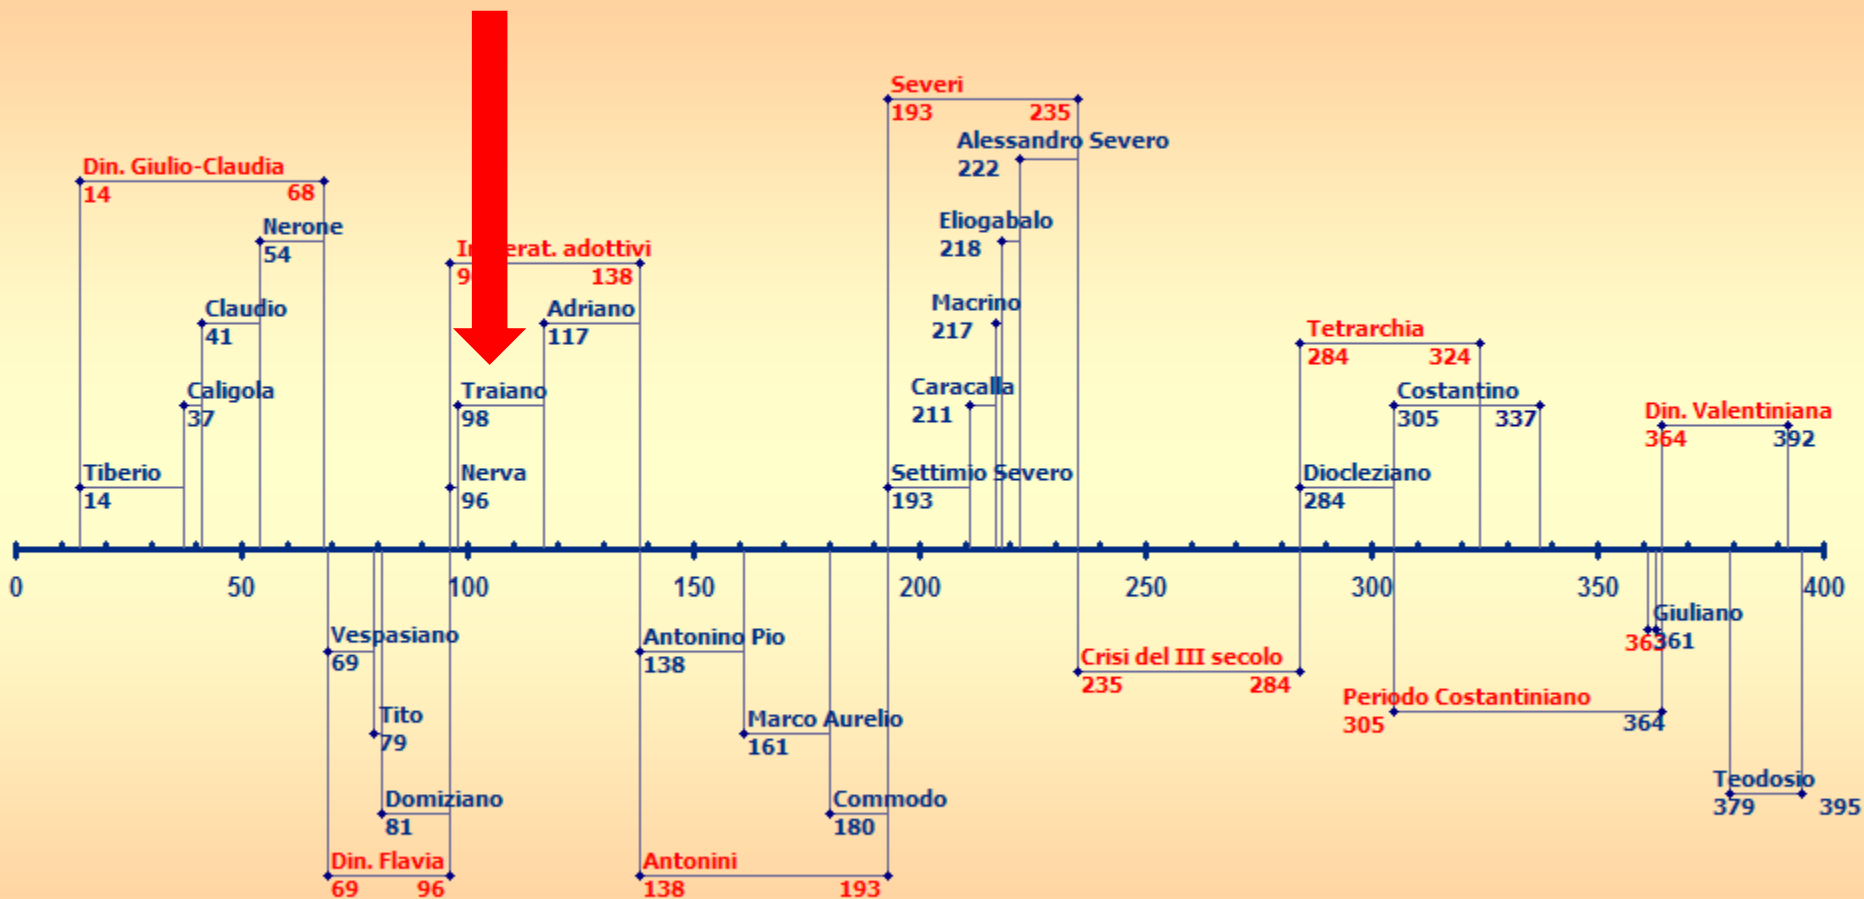 Severi
193 235
Alessandro Severo
222
Din. Giulio-Claudia
14 68
Eliogabalo
218
Nerone
54
erat. adottivi
138
Macrino
217
Claudio
41
Adriano
117
Tetrarchia
284 324
Caracalla
211
Caligola
37
Traiano
98
Costantino
305 337
Din. Valentiniana
364 392
Tiberio
14
Nerva
96
Settimio Severo
193
Diocleziano
284
0 50 100 150 200 250 300 350 400
Giuliano
363 361
Vespasiano
69
Antonino Pio
138
Crisi del III secolo
235 284
Periodo Costantiniano
305 364
Tito
79
Marco Aurelio
161
Teodosio
379 395
Domiziano
81
Commodo
180
Din. Flavia
69 96
Antonini
138 193